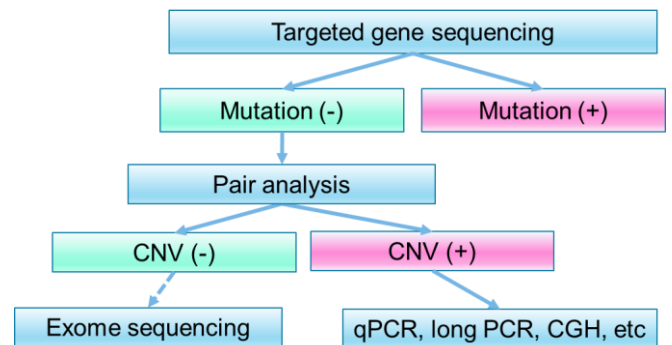 Targeted gene sequencing
Mutation (-)
Mutation (+)
Pair analysis
CNV (-)
CNV (+)
Exome sequencing
qPCR, long PCR, CGH, etc